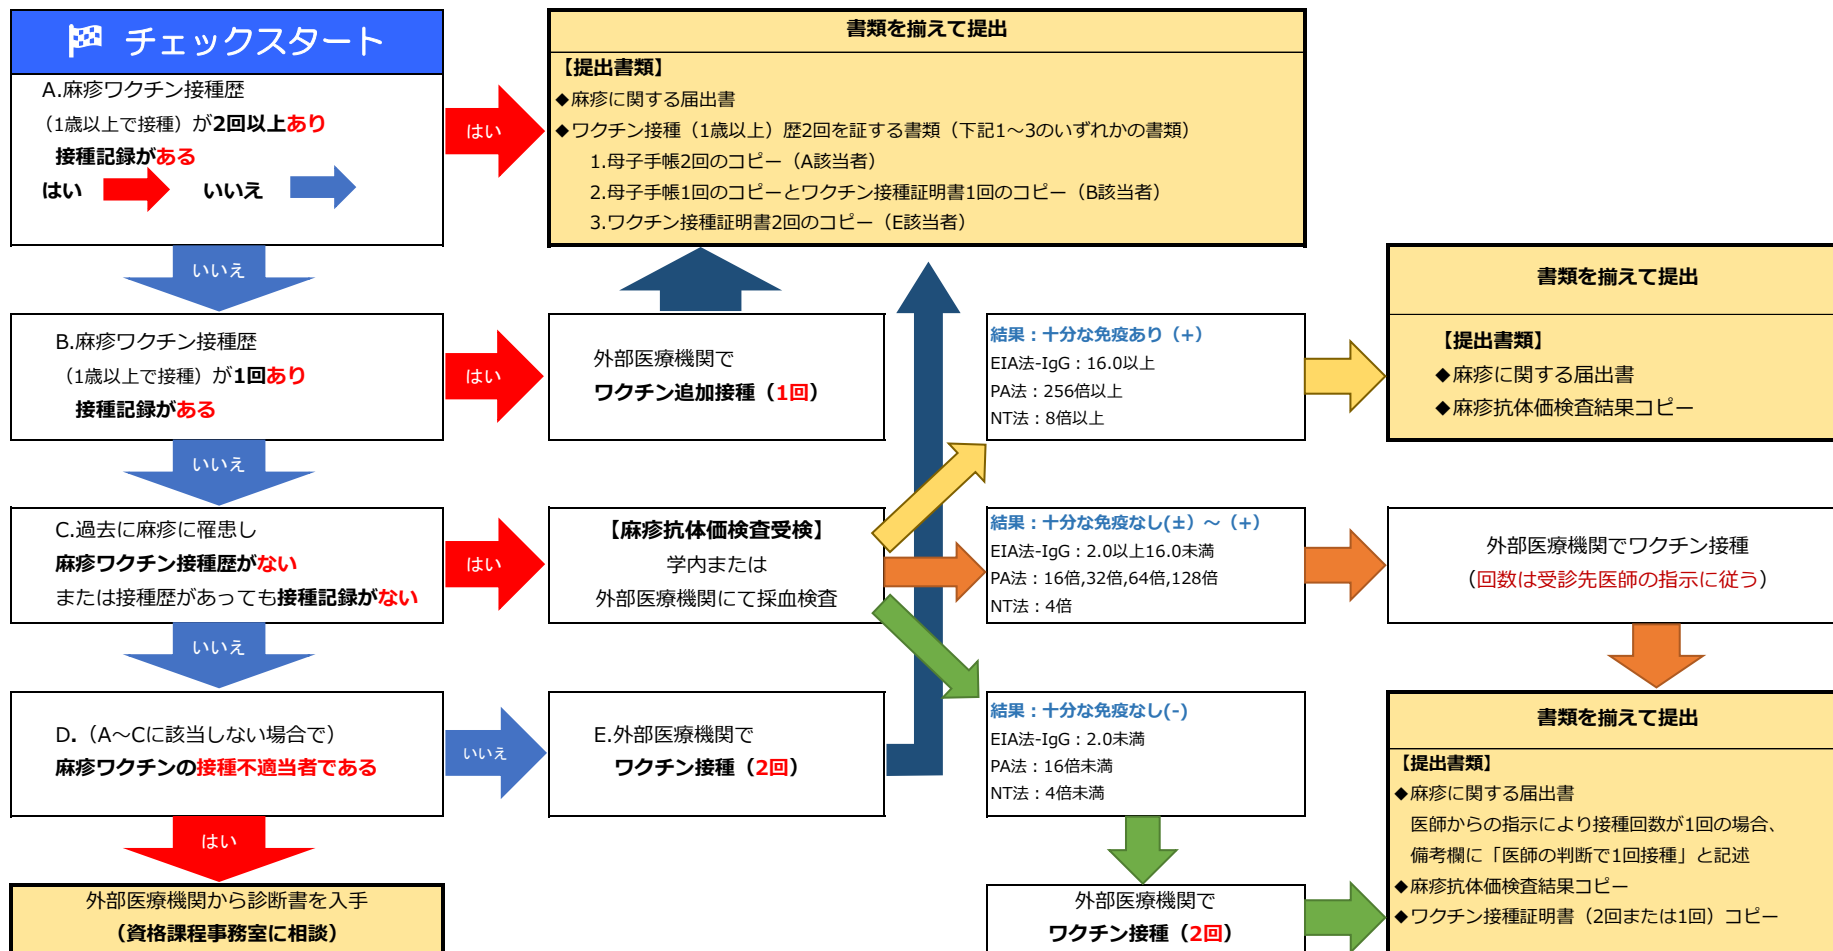 チェックスタート
A.麻疹ワクチン接種歴
（1歳以上で接種）が2回以上あり
接種記録がある
はい いいえ
はい
書類を揃えて提出
【提出書類】
◆麻疹に関する届出書
◆ワクチン接種（1歳以上）歴2回を証する書類（下記1～3のいずれかの書類）
1.母子手帳2回のコピー（A該当者）
2.母子手帳1回のコピーとワクチン接種証明書1回のコピー（B該当者）
3.ワクチン接種証明書2回のコピー（E該当者）
いいえ
B.麻疹ワクチン接種歴
（1歳以上で接種）が1回あり
接種記録がある
はい
外部医療機関で
ワクチン追加接種（1回）
結果：十分な免疫あり（+）
EIA法-IgG：16.0以上
PA法：256倍以上
NT法：8倍以上
書類を揃えて提出
【提出書類】
◆麻疹に関する届出書
◆麻疹抗体価検査結果コピー
いいえ
C.過去に麻疹に罹患し
麻疹ワクチン接種歴がない
または接種歴があっても接種記録がない
はい
【麻疹抗体価検査受検】
学内または
外部医療機関にて採血検査
結果：十分な免疫なし(±）～（+）
EIA法-IgG：2.0以上16.0未満
PA法：16倍,32倍,64倍,128倍
NT法：4倍
外部医療機関でワクチン接種
（回数は受診先医師の指示に従う）
いいえ
D.（A～Cに該当しない場合で）
麻疹ワクチンの接種不適当者である
いいえ
E.外部医療機関で
ワクチン接種（2回）
結果：十分な免疫なし(-)
EIA法-IgG：2.0未満
PA法：16倍未満
NT法：4倍未満
書類を揃えて提出
【提出書類】
◆麻疹に関する届出書
医師からの指示により接種回数が1回の場合、
備考欄に「医師の判断で1回接種」と記述
◆麻疹抗体価検査結果コピー
◆ワクチン接種証明書（2回または1回）コピー
はい
外部医療機関から診断書を入手
（資格課程事務室に相談）
外部医療機関で
ワクチン接種（2回）